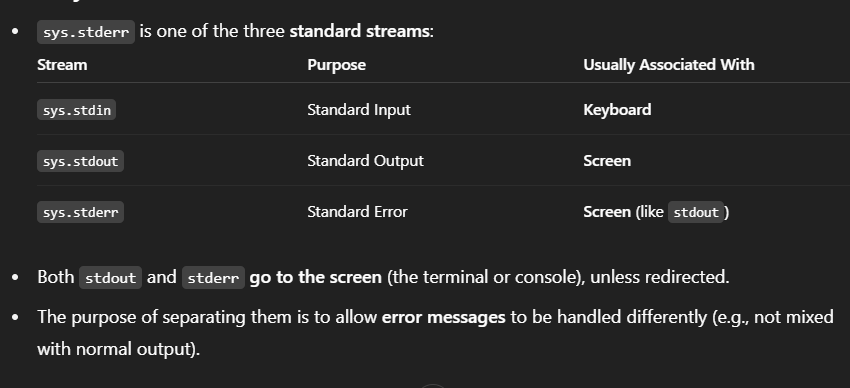 sys.stderr is one of the three standard streams:
Stream Purpose Usually Associated With
sys.stdin Standard Input Keyboard
sys.stdout Standard Output Screen
sys.stderr Standard Error Screen (like stdout)
Both stdout and stderr go to the screen (the terminal or console), unless redirected.
The purpose of separating them is to allow error messages to be handled differently (e.g., not mixed
with normal output).